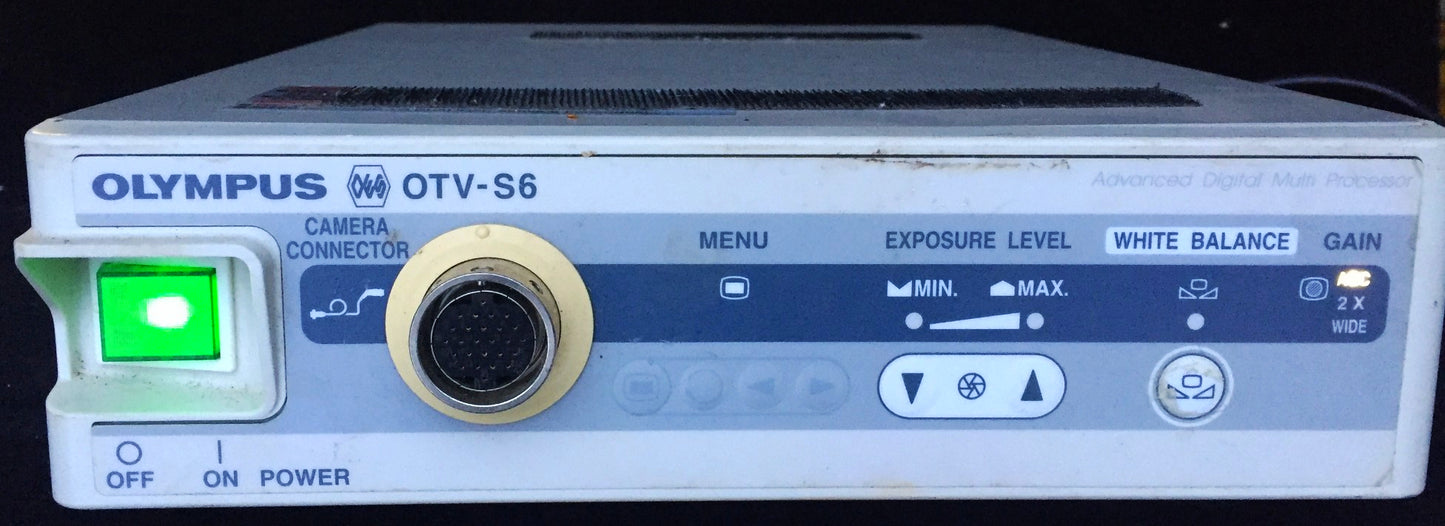 OLYMPUS OTV-S6
Advanced Digital Multi Processor
CAMERA
CONNECTOR
MENU
EXPOSURE LEVEL
WHITE BALANCE
GAIN
MIN.
MAX.
2 X
WIDE
OFF
ON POWER